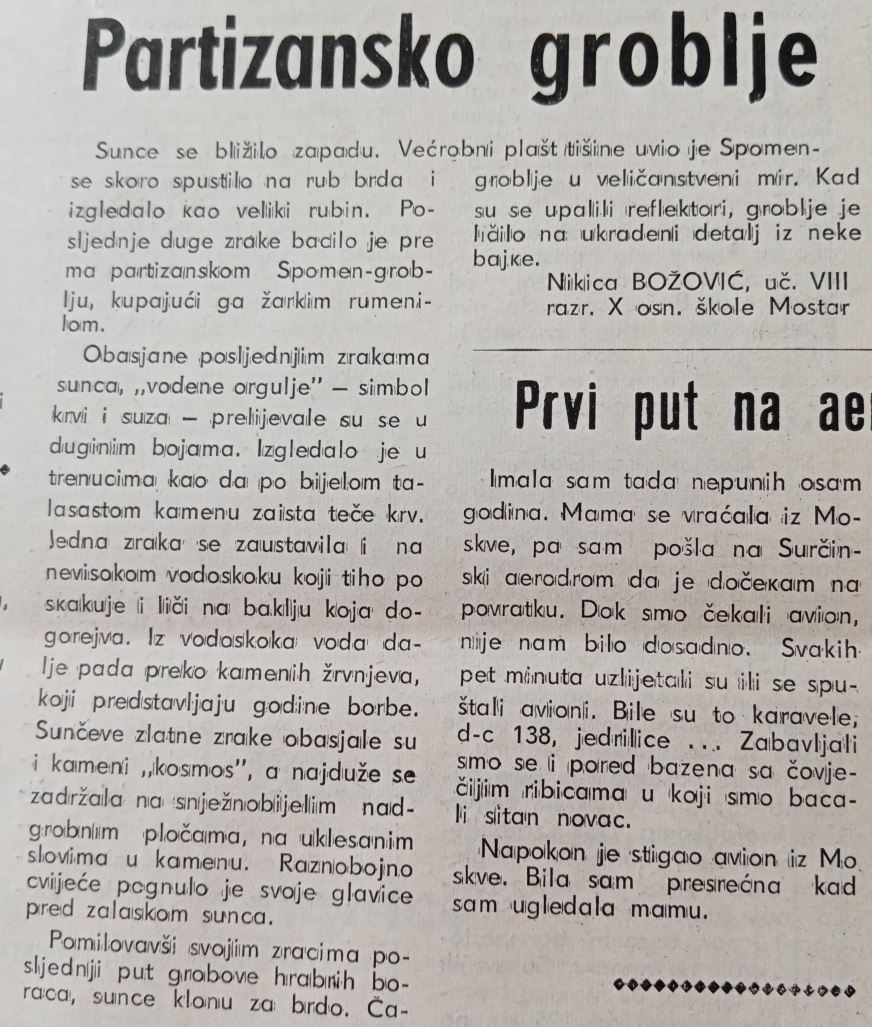 Partizansko groblje
Sunce se bližilo zapadu. Već
se skoro spustilo na rub brda i
izgledalo kao veliki rubin. Po-
sljednje duge zrake bacilo je pre
ma partizanskom Spomen-grob-
lju, kupajući ga žarkim rumeni-
lom.
Obasjane posljednjim zrakama
sunca, „vodene orgulje” — simbol
krvi i suza — prelijevale su se u
duginim bojama. Izgledalo je u
trenucima kao da po bijelom ta-
lasastom kamenu zaista teče krv.
Jedna zraka se zaustavila i na
nevisokom vodoskoku koji tiho po
skakuje i liči na baklju koja do-
gorejva. Iz vodoskoka voda da-
lje pada preko kamenih žrvnjeva,
koji predstavljaju godine borbe.
Sunčeve zlatne zrake obasjale su
i kameni „kosmos”, a najduže se
zadržala na snježnobijelim nad-
grobnim pločama, na uklesanim
slovima u kamenu. Raznobojno
cvijeće pognulo je svoje glavice
pred zalaskom sunca.
Pomilovavši svojim zracima po-
sljednji put grobove hrabrih bo-
raca, sunce klonu za brdo. Ča-
robni plašt tišine uvio je Spomen-
groblje u veličanstveni mir. Kad
su se upalili reflektori, groblje je
ličilo na ukradeni detalj iz neke
bajke.
Nikica BOŽOVIĆ, uč. VIII
razr. X osn. škole Mostar
Prvi put na
Imala sam tada nepunih osam
godina. Mama se vraćala iz Mo-
skve, pa sam pošla na Surčin-
ski aerodrom da je dočekam na
povratku. Dok smo čekali avion,
nije nam bilo dosadno. Svakih
pet minuta uzlijetali su ili se spu-
štali avioni. Bile su to karavele,
d-c 138, jedrilice ... Zabavljali
smo se i pored bazena sa čovje-
čijim ribicama u koji smo baca-
li sitan novac.
Napokon je stigao avion iz Mo
skve. Bila sam presrećna kad
sam ugledala mamu.